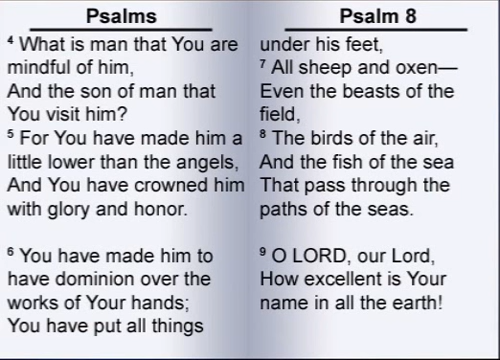 Psalms
⁴ What is man that You are
mindful of him,
And the son of man that
You visit him?
⁵ For You have made him a
little lower than the angels,
And You have crowned him
with glory and honor.
⁶ You have made him to
have dominion over the
works of Your hands;
You have put all things
Psalm 8
under his feet,
⁷ All sheep and oxen—
Even the beasts of the
field,
⁸ The birds of the air,
And the fish of the sea
That pass through the
paths of the seas.
⁹ O LORD, our Lord,
How excellent is Your
name in all the earth!